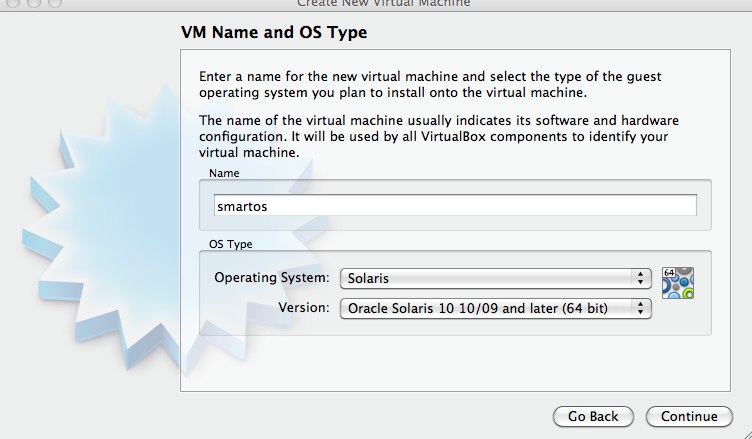 Create New Virtual Machine
VM Name and OS Type
Enter a name for the new virtual machine and select the type of the guest
operating system you plan to install onto the virtual machine.
The name of the virtual machine usually indicates its software and hardware
configuration. It will be used by all VirtualBox components to identify your
virtual machine.
Name
smartos
OS Type
Operating System: Solaris
64
Version: Oracle Solaris 10 10/09 and later (64 bit)
Go Back Continue